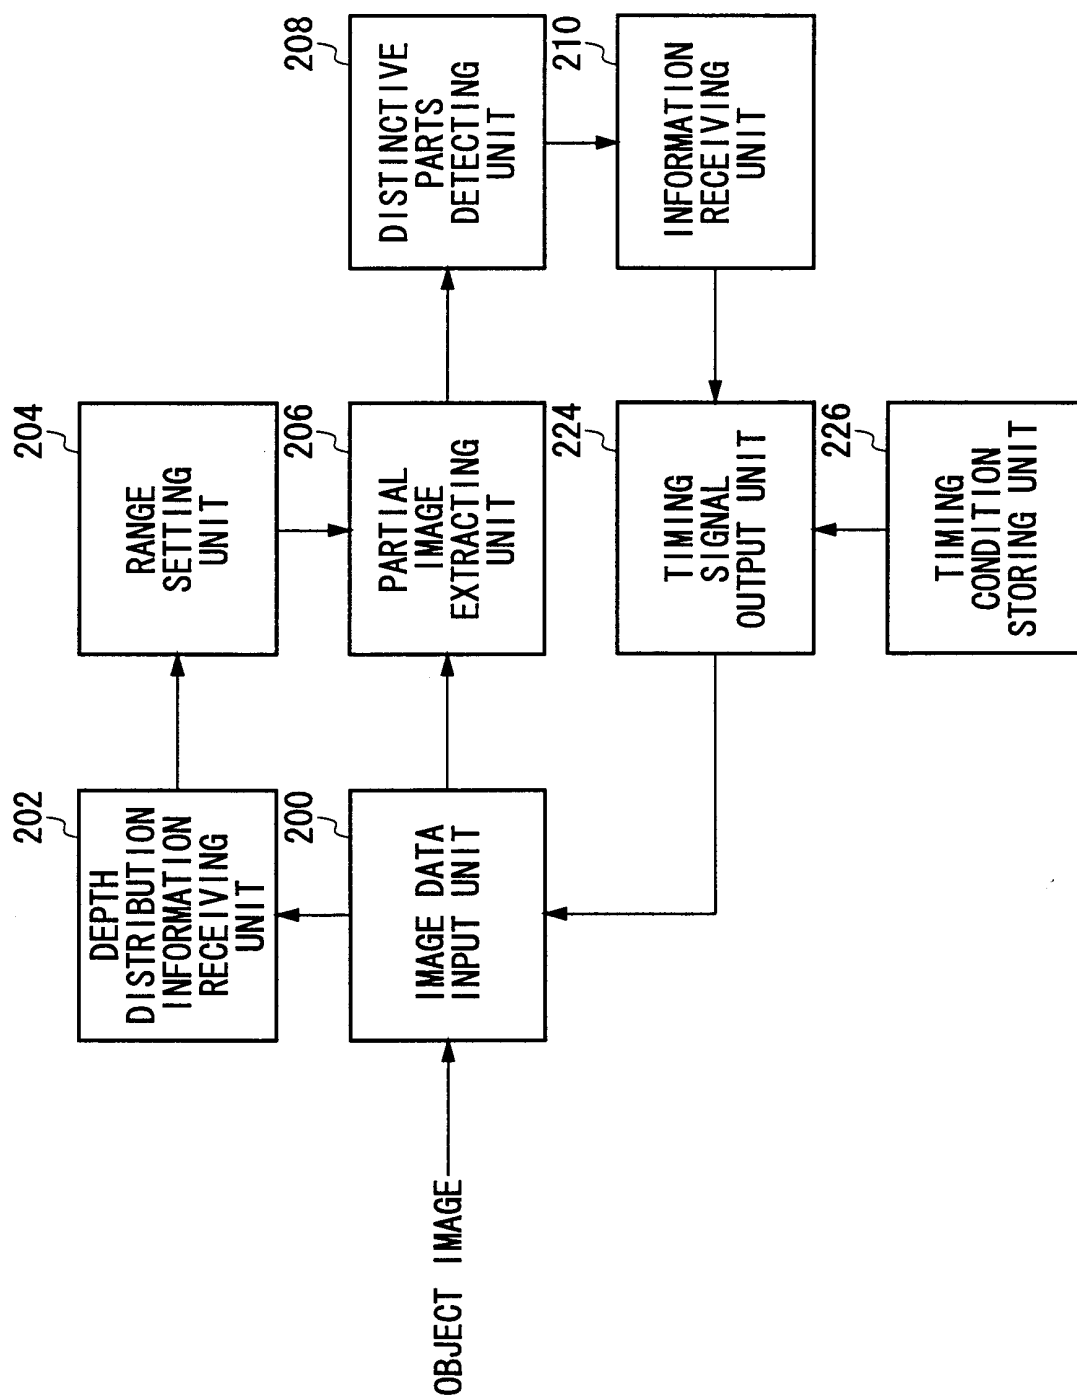 202
DEPTH
DISTRIBUTION
INFORMATION
RECEIVING
UNIT
204
RANGE
SETTING
UNIT
OBJECT IMAGE
200
IMAGE DATA
INPUT UNIT
206
PARTIAL
IMAGE
EXTRACTING
UNIT
208
DISTINCTIVE
PARTS
DETECTING
UNIT
224
TIMING
SIGNAL
OUTPUT UNIT
210
INFORMATION
RECEIVING
UNIT
226
TIMING
CONDITION
STORING UNIT